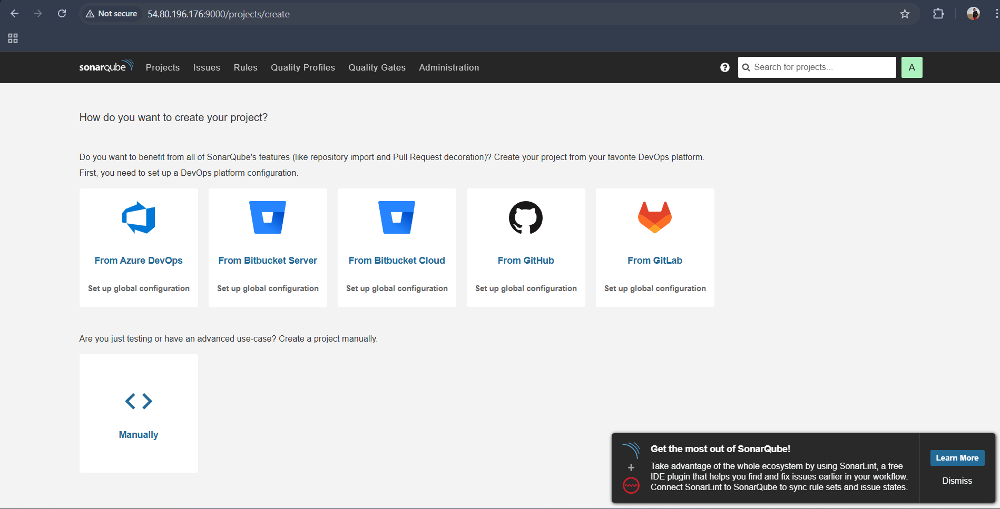 Not secure 54.80.196.176:9000/projects/create
sonarqube Projects Issues Rules Quality Profiles Quality Gates Administration ? Search for projects... A
How do you want to create your project?
Do you want to benefit from all of SonarQube's features (like repository import and Pull Request decoration)? Create your project from your favorite DevOps platform.
First, you need to set up a DevOps platform configuration.
From Azure DevOps From Bitbucket Server From Bitbucket Cloud From GitHub From GitLab
Set up global configuration Set up global configuration Set up global configuration Set up global configuration Set up global configuration
Are you just testing or have an advanced use-case? Create a project manually.
Manually
Get the most out of SonarQube!
Take advantage of the whole ecosystem by using SonarLint, a free
IDE plugin that helps you find and fix issues earlier in your workflow.
Connect SonarLint to SonarQube to sync rule sets and issue states.
Learn More
Dismiss